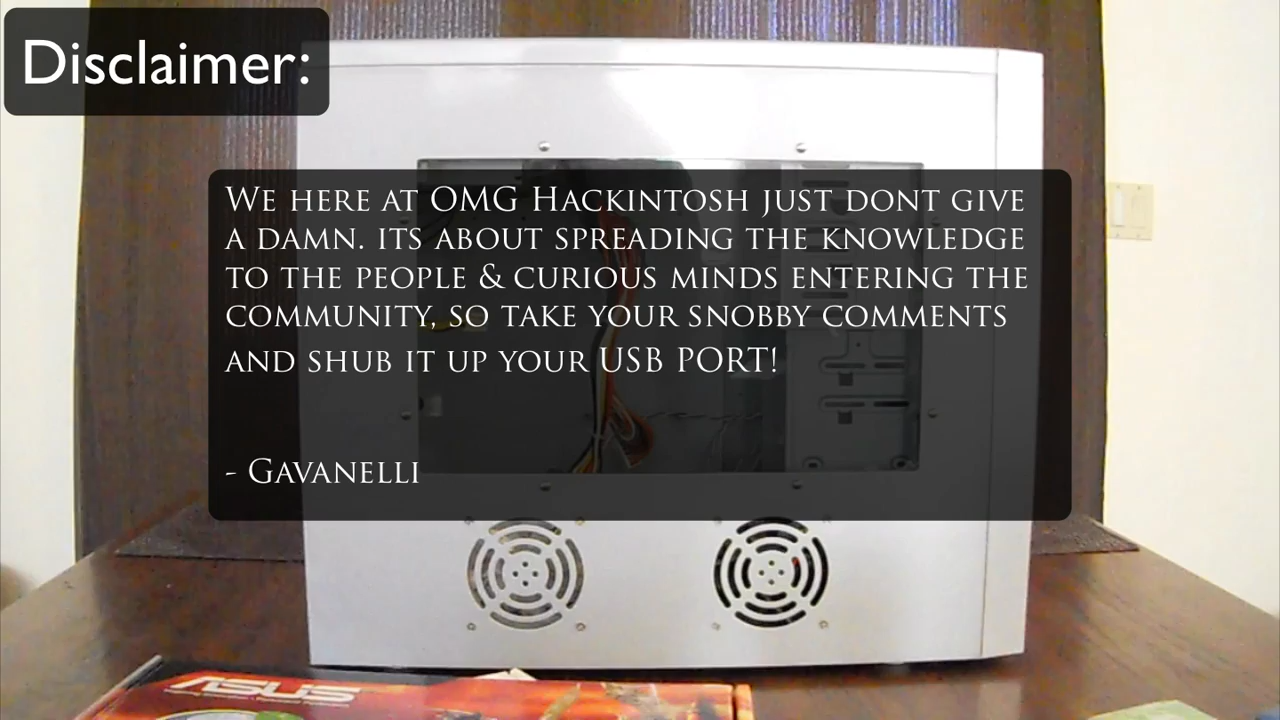 Disclaimer:
We here at OMG Hackintosh just dont give
a damn. its about spreading the knowledge
to the people & curious minds entering the
community, so take your snobby comments
and shub it up your USB PORT!
- Gavanelli
ASUS